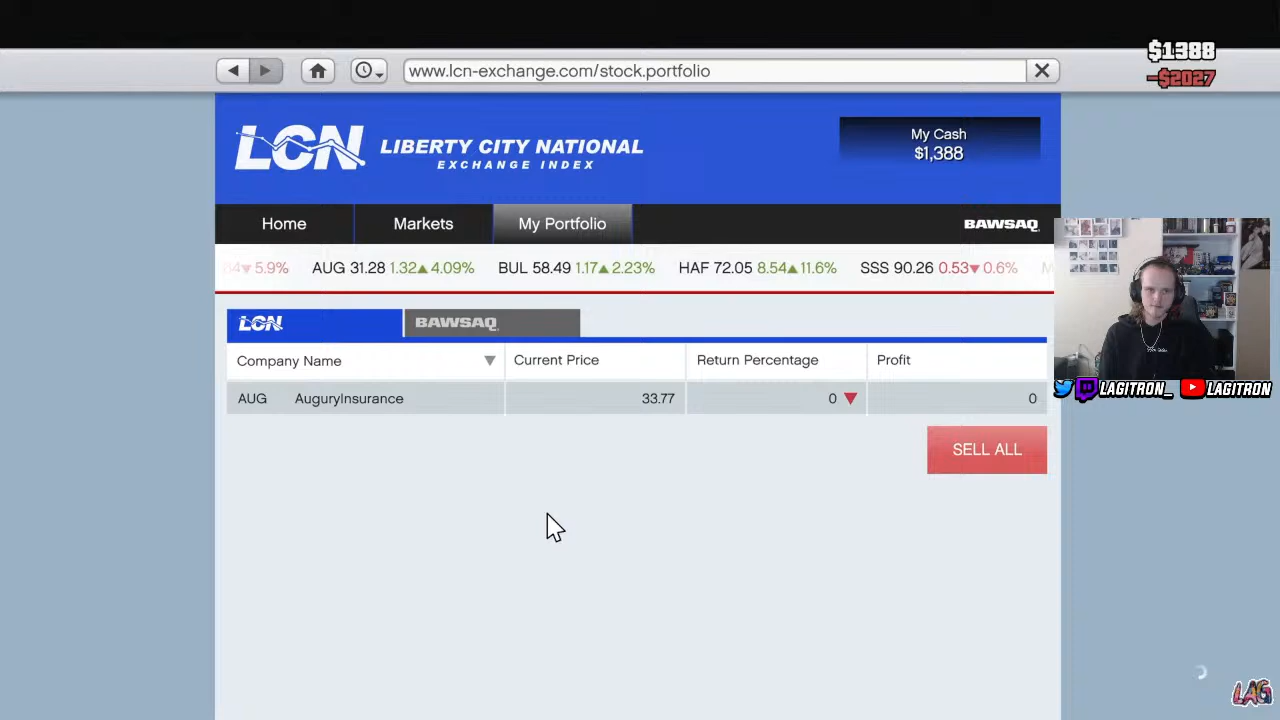 $1388
-$2027
www.lcn-exchange.com/stock.portfolio
LCN LIBERTY CITY NATIONAL
EXCHANGE INDEX
My Cash
$1,388
Home Markets My Portfolio BAWSAQ
5.9% AUG 31.28 1.32▲4.09% BUL 58.49 1.17▲2.23% HAF 72.05 8.54▲11.6% SSS 90.26 0.53▼0.6%
LCN BAWSAQ
Company Name Current Price Return Percentage Profit
AUG AuguryInsurance 33.77 0 0
SELL ALL
LAGITRON_ LAGITRON
LAG